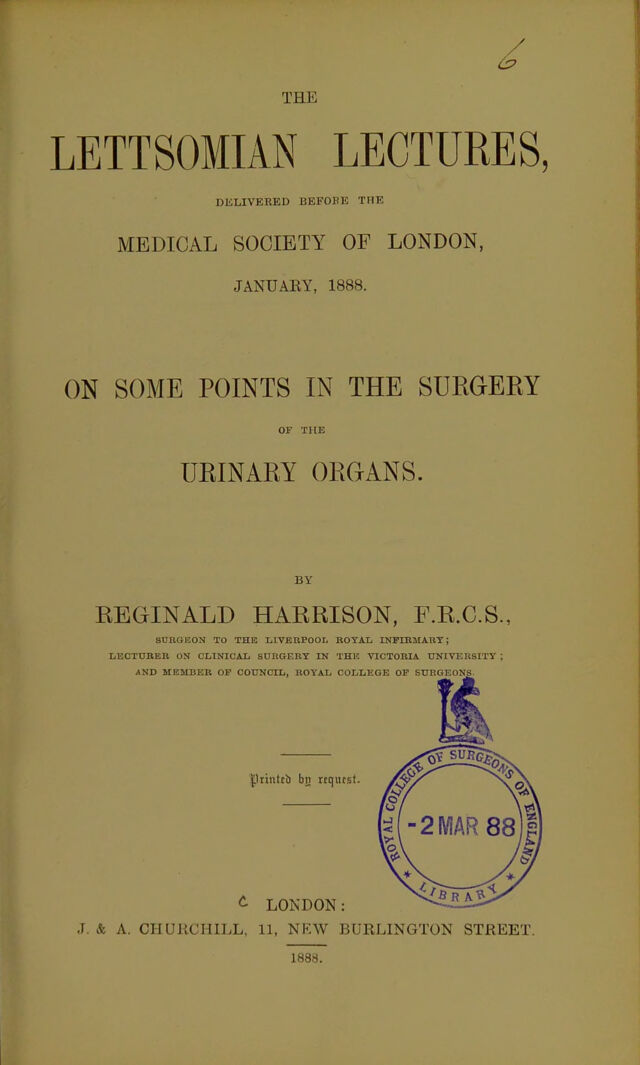 6
THE
LETTSOMIAN LECTURES,
DELIVERED BEFORE THE
MEDICAL SOCIETY OF LONDON,
JANUARY, 1888.
ON SOME POINTS IN THE SURGERY
OF THE
URINARY ORGANS.
BY
REGINALD HARRISON, F.R.C.S.,
SURGEON TO THE LIVERPOOL ROYAL INFIRMARY;
LECTURER ON CLINICAL SURGERY IN THE VICTORIA UNIVERSITY;
AND MEMBER OF COUNCIL, ROYAL COLLEGE OF SURGEONS.
Printed by request.
ROYAL COLLEGE OF SURGEONS OF ENGLAND
-2 MAR 88
* LIBRARY *
LONDON:
J. & A. CHURCHILL, 11, NEW BURLINGTON STREET.
1888.